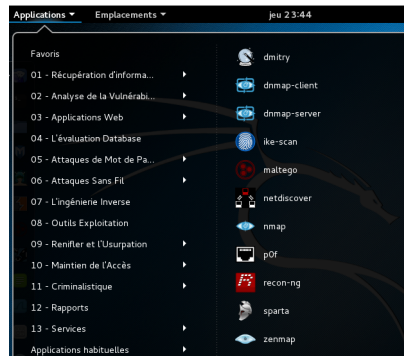 Applications Emplacements jeu 23:44
Favoris
01 - Récupération d'informa...
02 - Analyse de la Vulnérabi...
03 - Applications Web
04 - L'évaluation Database
05 - Attaques de Mot de Pa...
06 - Attaques Sans Fil
07 - L'ingénierie Inverse
08 - Outils Exploitation
09 - Renifler et l'Usurpation
10 - Maintien de l'Accès
11 - Criminalistique
12 - Rapports
13 - Services
Applications habituelles
dmitry
dnmap-client
dnmap-server
ike-scan
maltego
netdiscover
nmap
p0f
recon-ng
sparta
zenmap